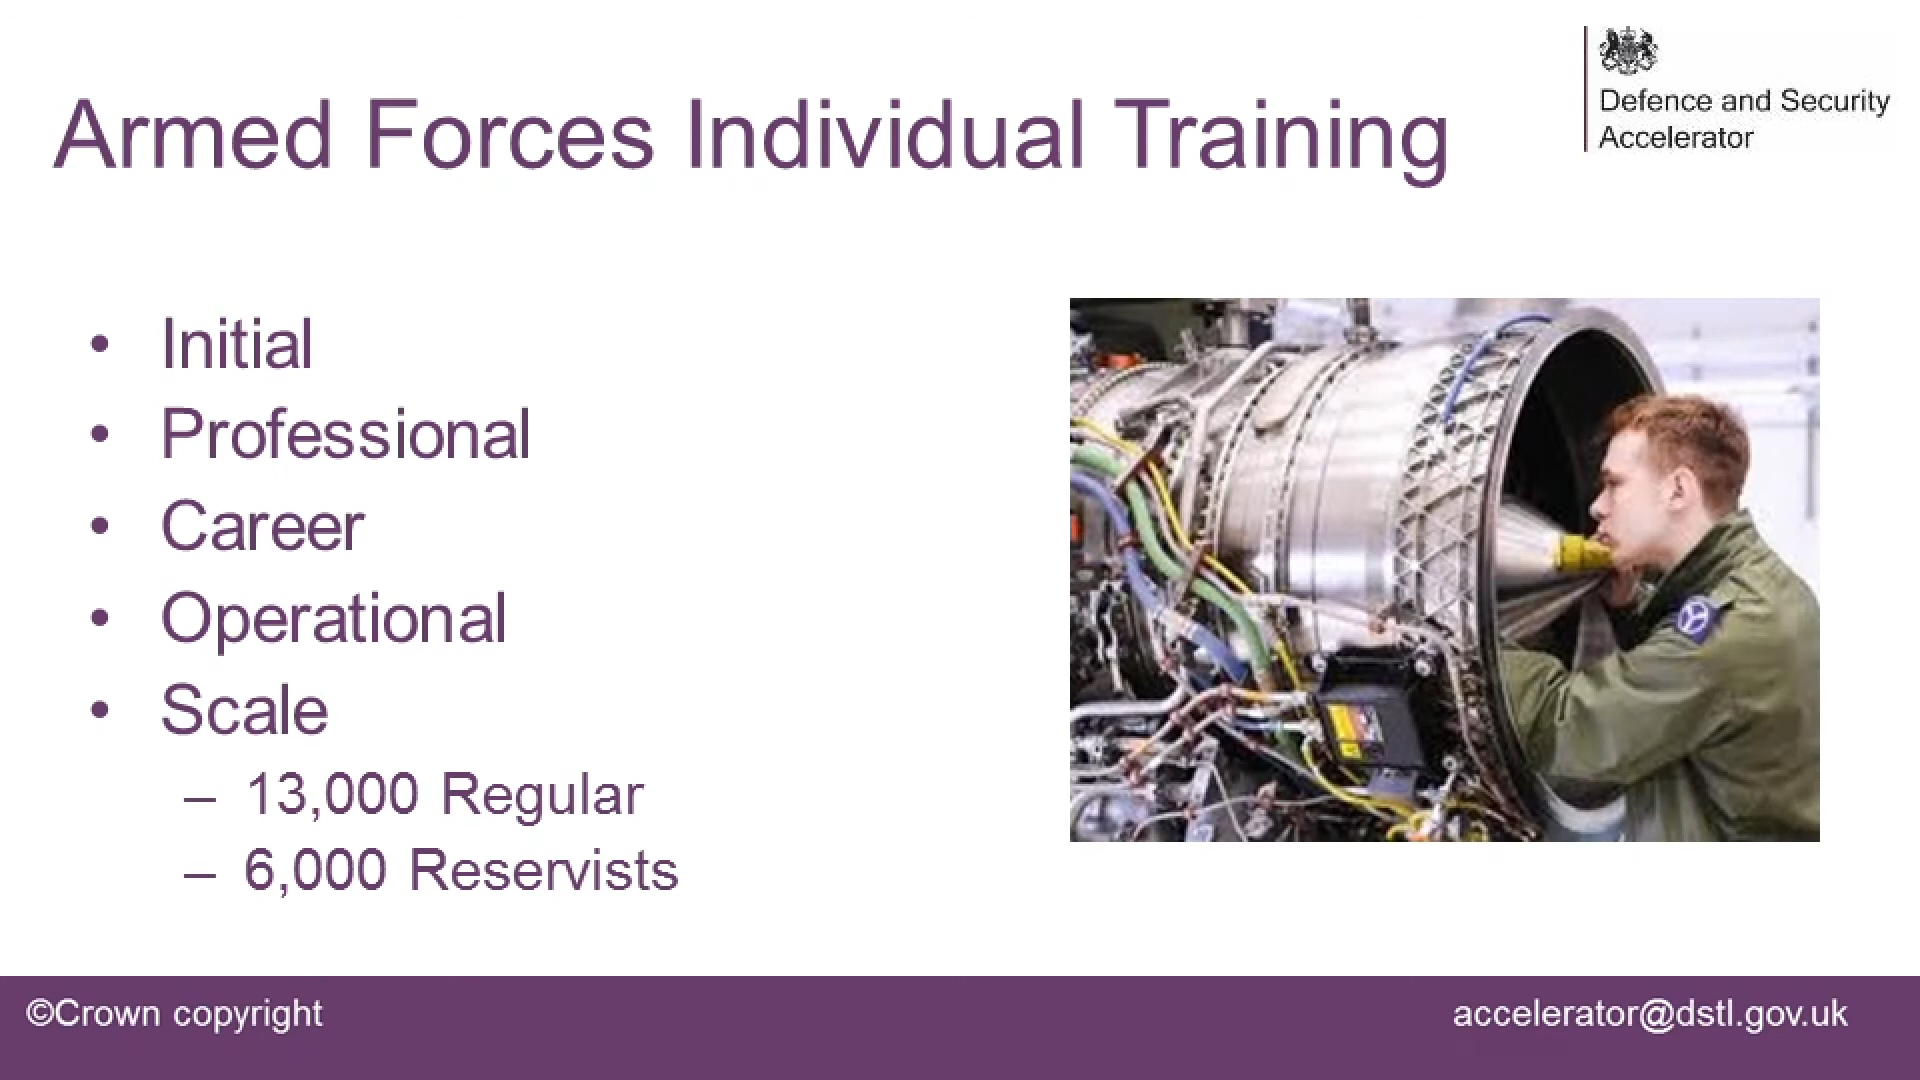 Armed Forces Individual Training
Defence and Security
Accelerator
• Initial
• Professional
• Career
• Operational
• Scale
– 13,000 Regular
– 6,000 Reservists
©Crown copyright
accelerator@dstl.gov.uk